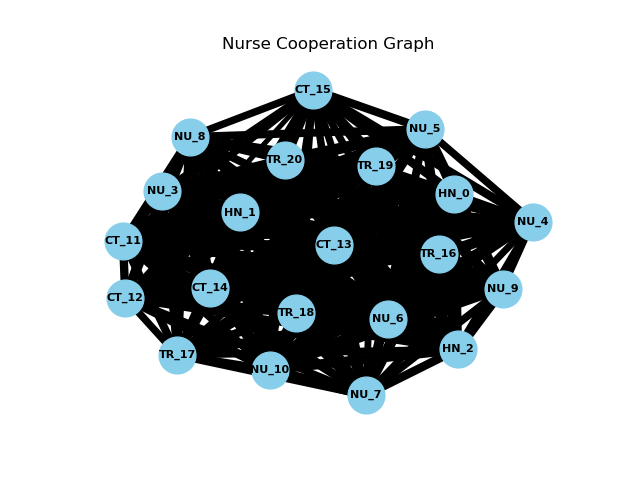 Nurse Cooperation Graph
CT_15
NU_5
NU_8
TR_20
TR_19
NU_3
HN_0
HN_1
NU_4
CT_11
CT_13
TR_16
CT_14
NU_9
CT_12
TR_18
NU_6
HN_2
TR_17
NU_10
NU_7